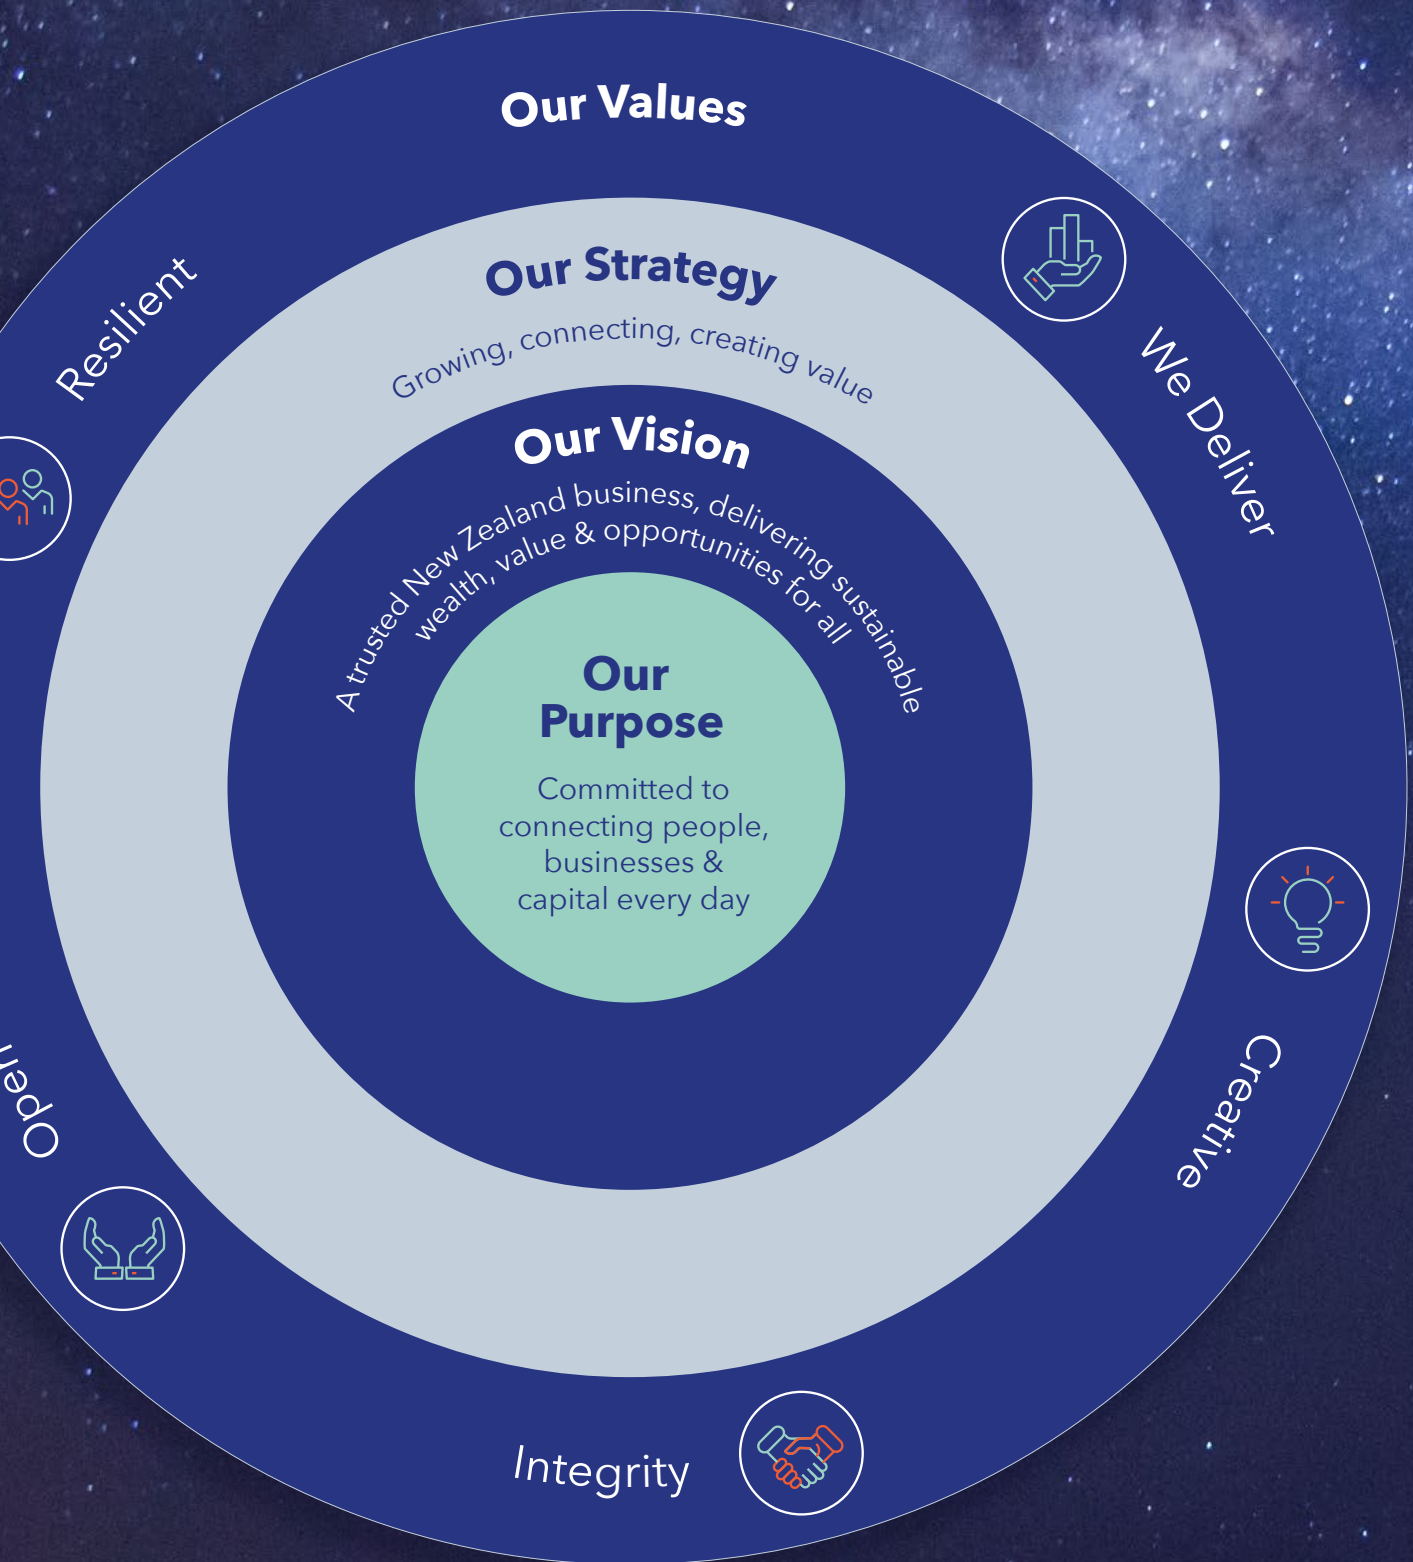 Our Values
We Deliver
Creative
Integrity
Open
Resilient
Our Strategy
Growing, connecting, creating value
Our Vision
A trusted New Zealand business, delivering sustainable
wealth, value & opportunities for all
Our
Purpose
Committed to
connecting people,
businesses &
capital every day